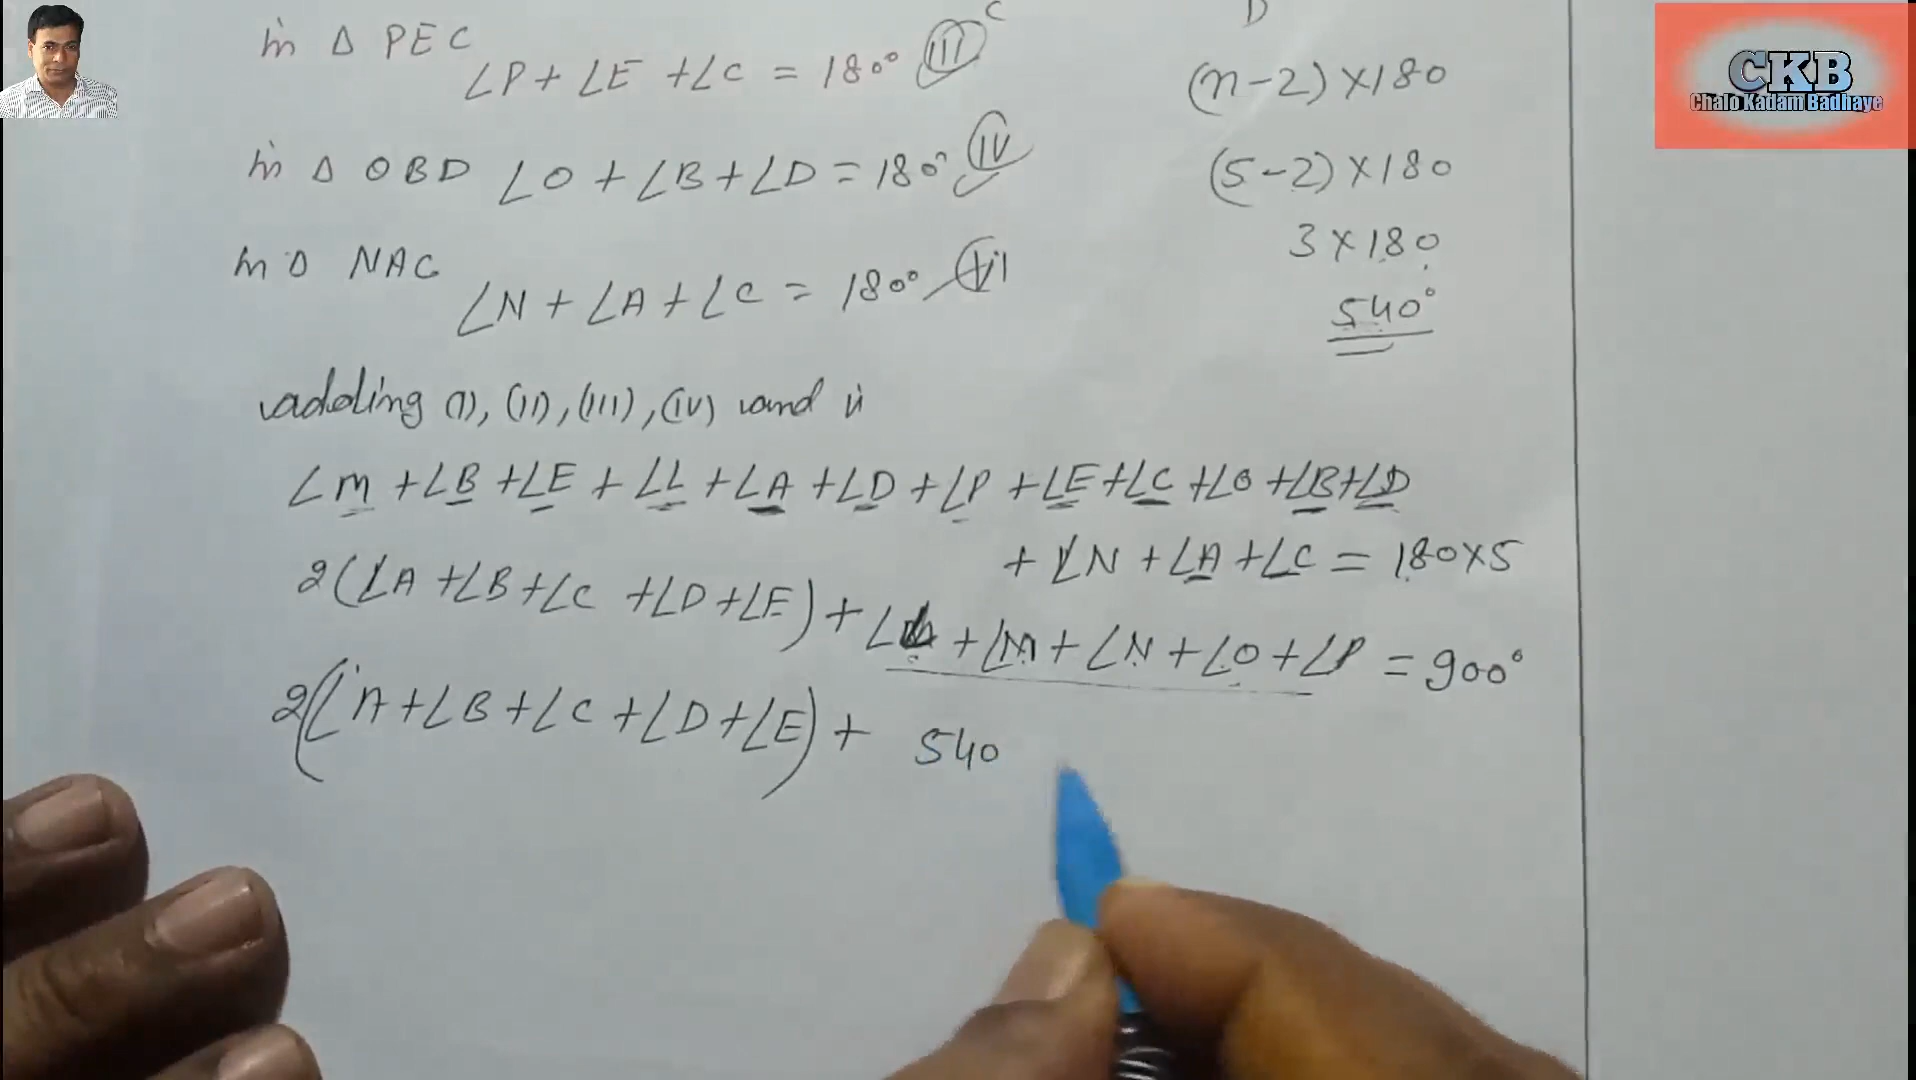 in Δ PEC
∠P + ∠E + ∠C = 180° (III)
C
in Δ OBD ∠O + ∠B + ∠D = 180° (IV)
in Δ NAC
∠N + ∠A + ∠C = 180°
adding (I), (II), (III), (IV) and
∠M + ∠B + ∠E + ∠L + ∠A + ∠D + ∠P + ∠E + ∠C + ∠O + ∠B + ∠D
+ ∠N + ∠A + ∠C = 180×5
2(∠A + ∠B + ∠C + ∠D + ∠E) + ∠L + ∠M + ∠N + ∠O + ∠P = 900°
2(∠A + ∠B + ∠C + ∠D + ∠E) + 540
D
(n-2)×180
(5-2)×180
3×180
540°
CKB
Chalo Kadam Badhaye